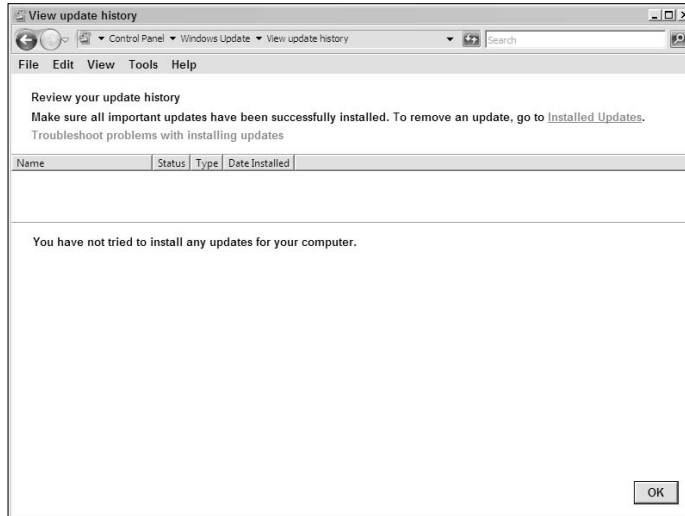 View update history
Control Panel Windows Update View update history Search
File Edit View Tools Help
Review your update history
Make sure all important updates have been successfully installed. To remove an update, go to Installed Updates.
Troubleshoot problems with installing updates
Name Status Type Date Installed
You have not tried to install any updates for your computer.
OK